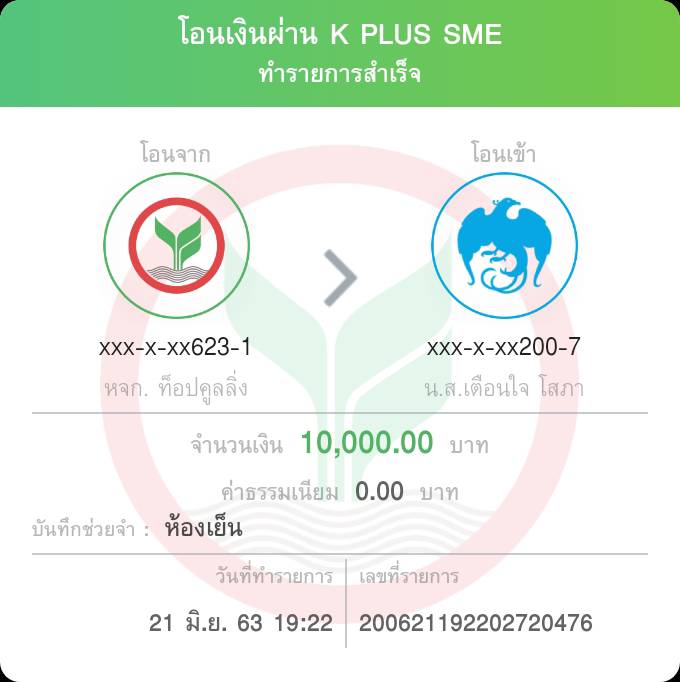 โอนเงินผ่าน K PLUS SME
ทำรายการสำเร็จ
โอนจาก โอนเข้า
xxx-x-xx623-1 xxx-x-xx200-7
หจก. ท็อปคูลลิ่ง น.ส.เตือนใจ โสภา
จำนวนเงิน 10,000.00 บาท
ค่าธรรมเนียม 0.00 บาท
บันทึกช่วยจำ : ห้องเย็น
วันที่ทำรายการ เลขที่รายการ
21 มิ.ย. 63 19:22 200621192202720476